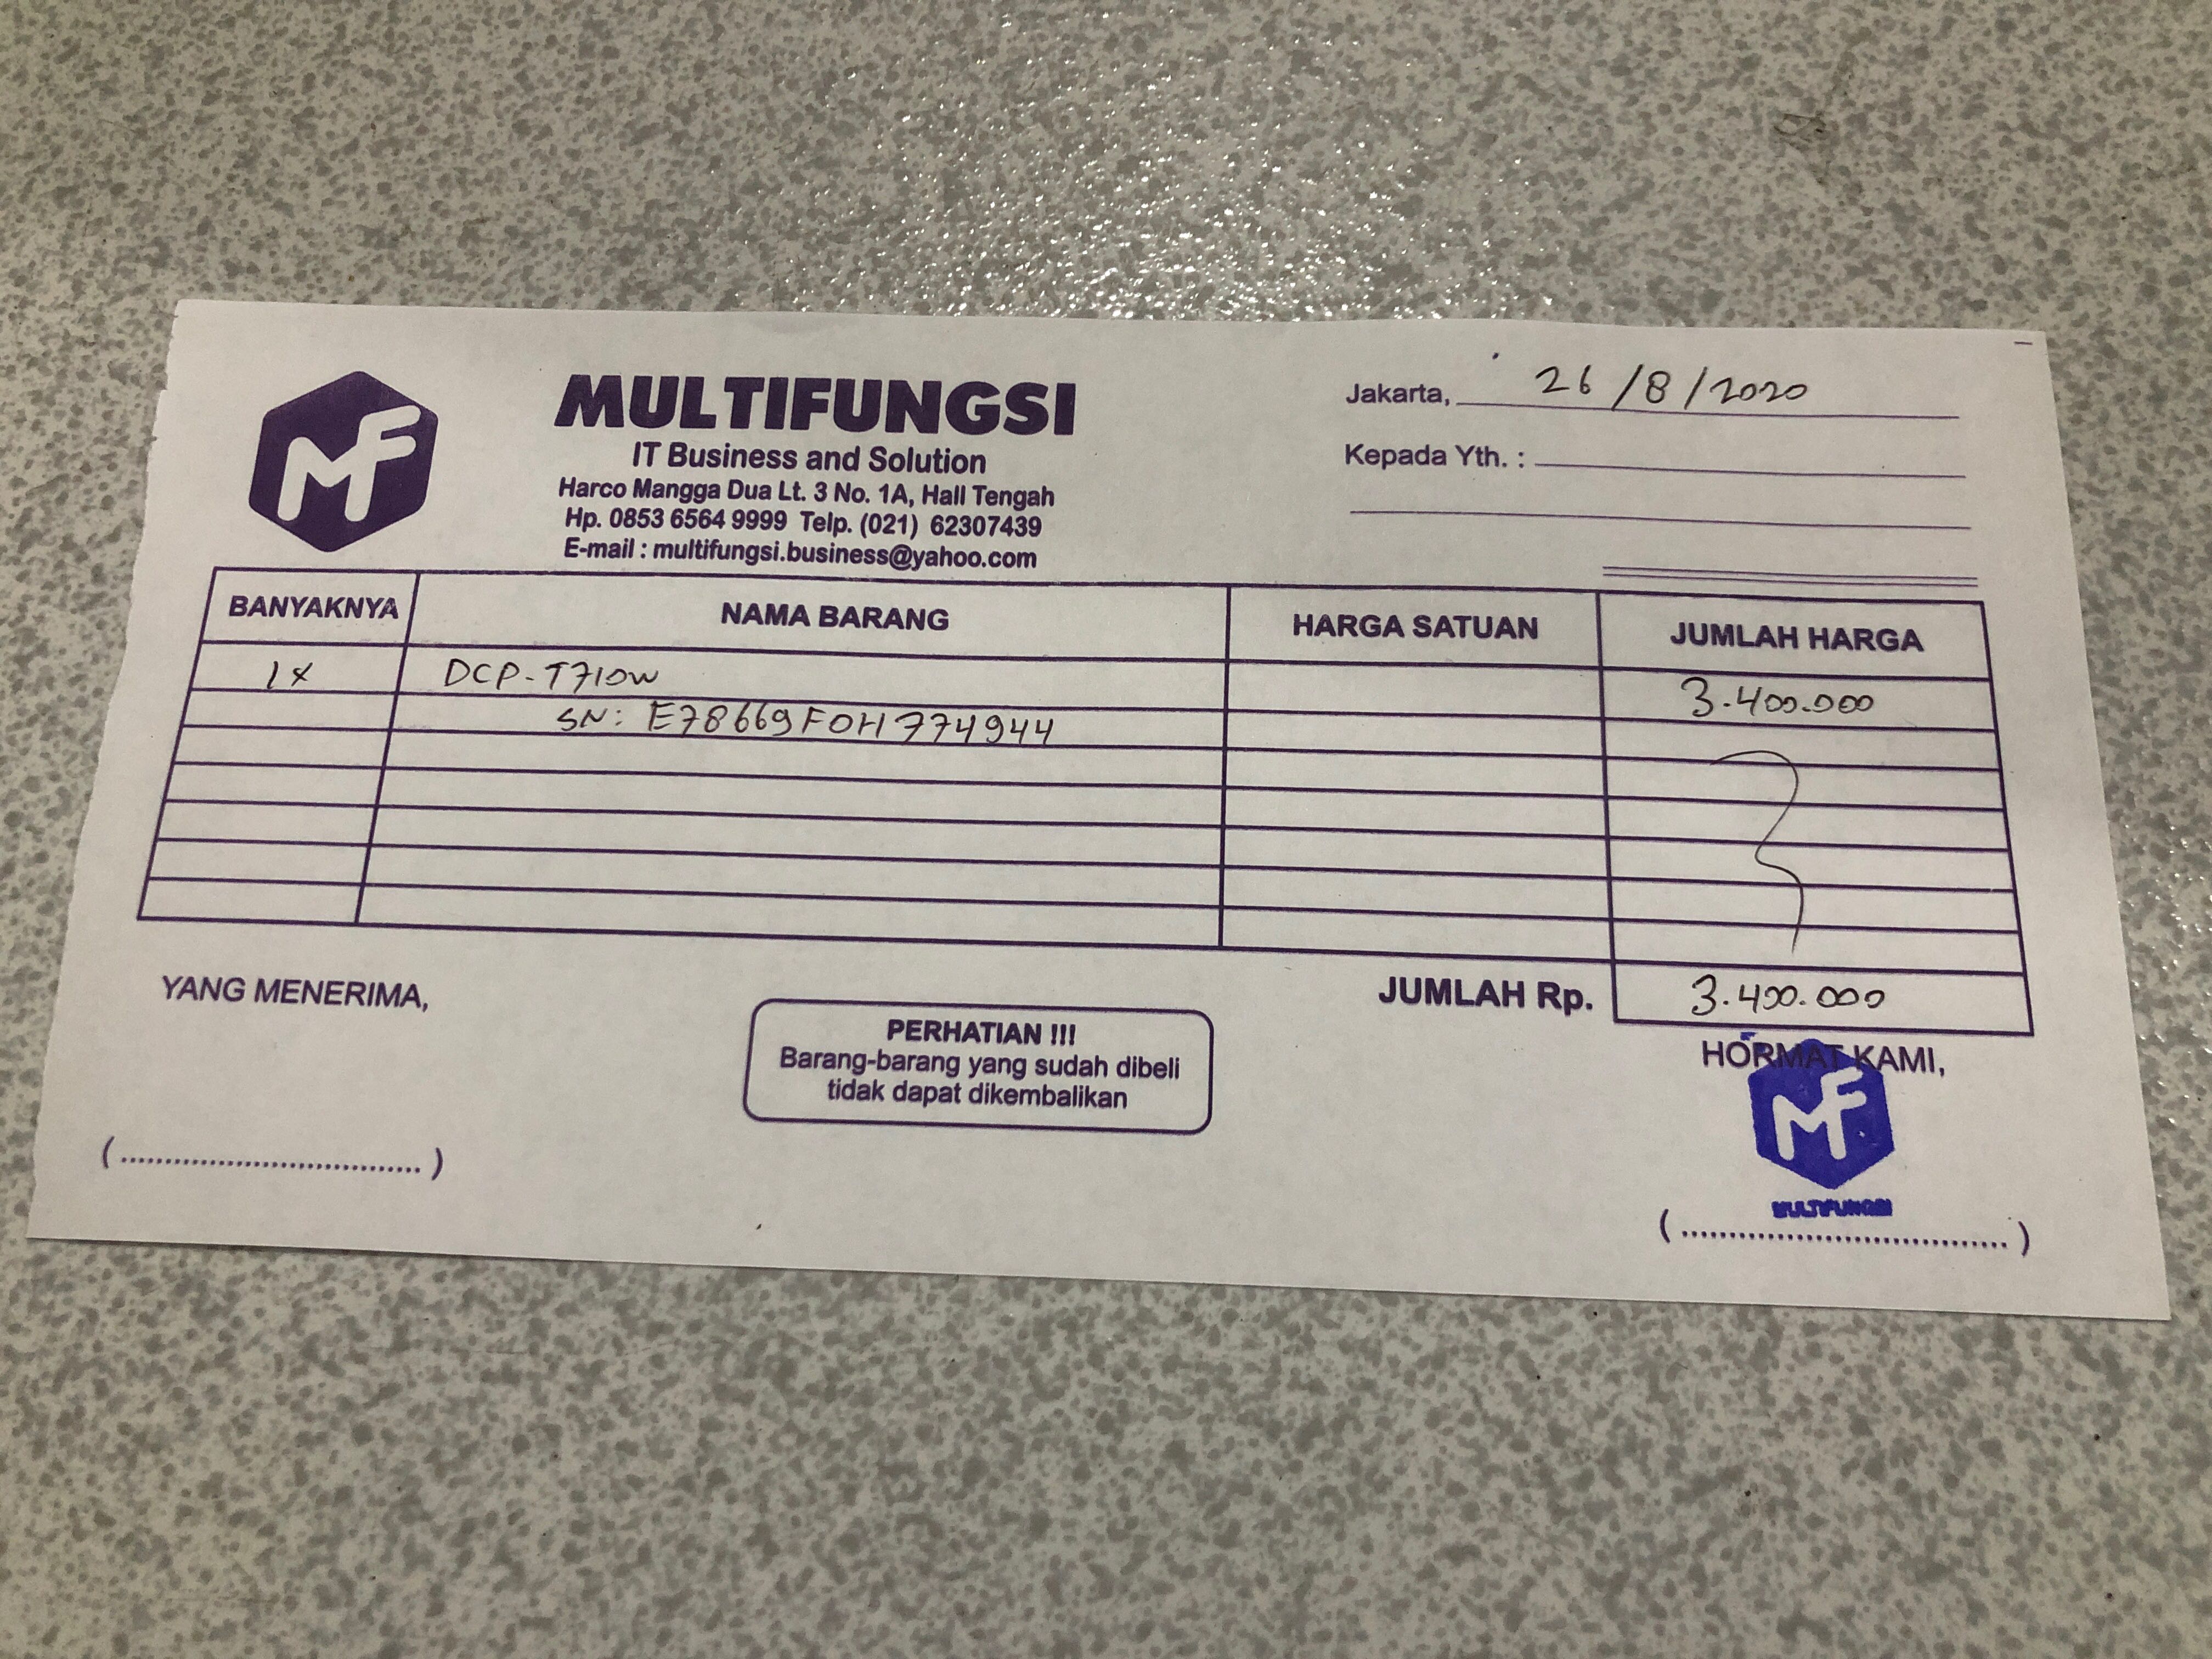 MF
MULTIFUNGSI
IT Business and Solution
Harco Mangga Dua Lt. 3 No. 1A, Hall Tengah
Hp. 0853 6564 9999 Telp. (021) 62307439
E-mail : multifungsi.business@yahoo.com
Jakarta, 26/8/2020
Kepada Yth. :
BANYAKNYA NAMA BARANG HARGA SATUAN JUMLAH HARGA
1x DCP-T710W 3.400.000
SN: E78669F0H774944
JUMLAH Rp. 3.400.000
YANG MENERIMA,
(..................................)
PERHATIAN !!!
Barang-barang yang sudah dibeli
tidak dapat dikembalikan
HORMAT KAMI,
MF
MULTIFUNGSI
(....................................)